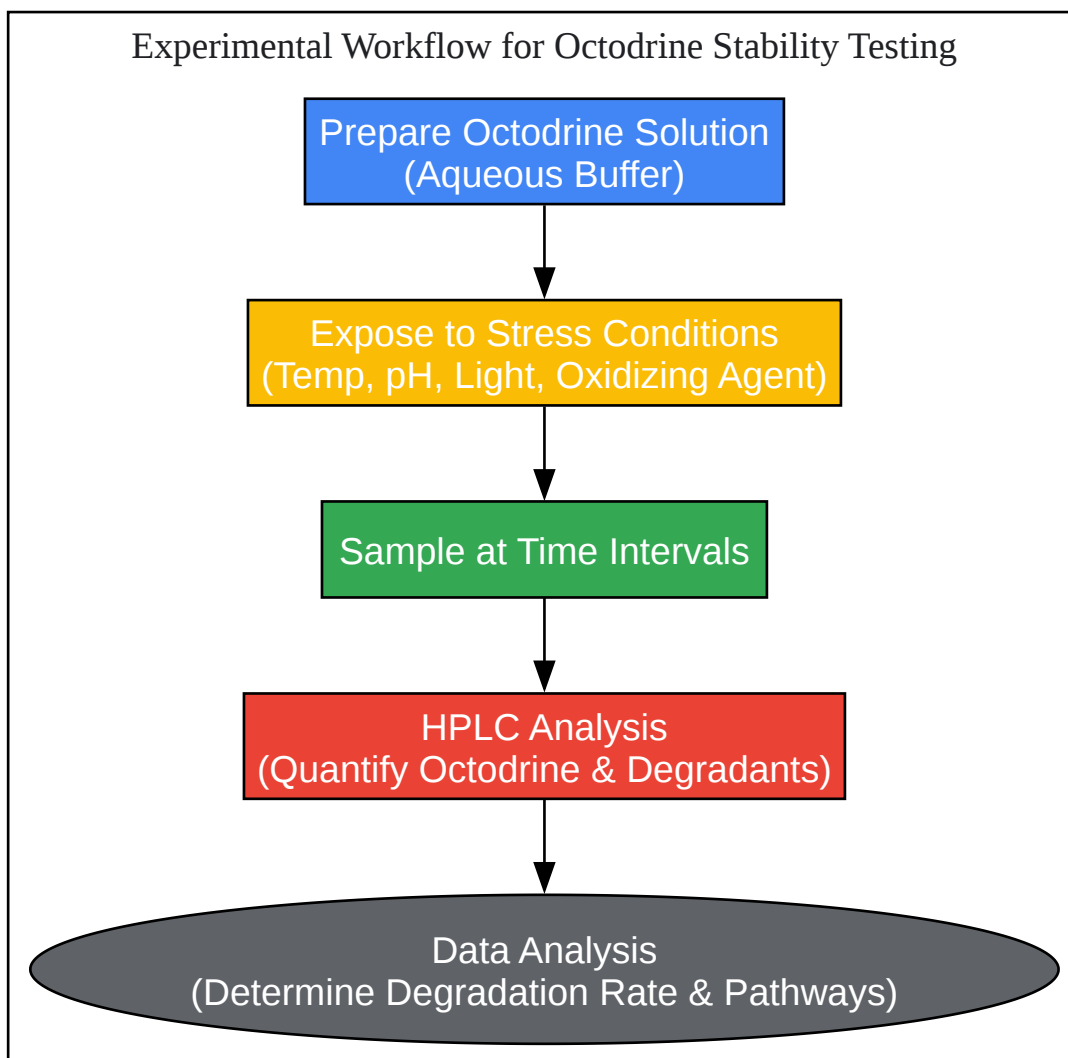 Experimental Workflow for Octodrine Stability Testing
Prepare Octodrine Solution
(Aqueous Buffer)
Expose to Stress Conditions
(Temp, pH, Light, Oxidizing Agent)
Sample at Time Intervals
HPLC Analysis
(Quantify Octodrine & Degradants)
Data Analysis
(Determine Degradation Rate & Pathways)